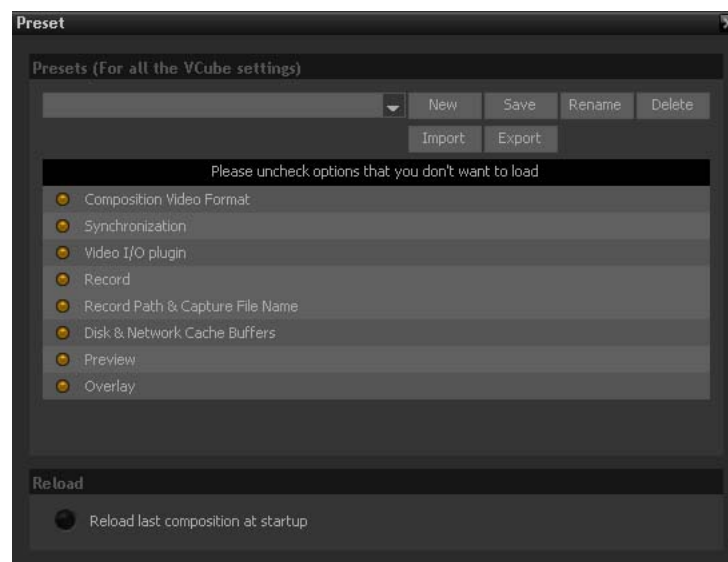 Preset
Presets (For all the VCube settings)
New Save Rename Delete
Import Export
Please uncheck options that you don't want to load
Composition Video Format
Synchronization
Video I/O plugin
Record
Record Path & Capture File Name
Disk & Network Cache Buffers
Preview
Overlay
Reload
Reload last composition at startup